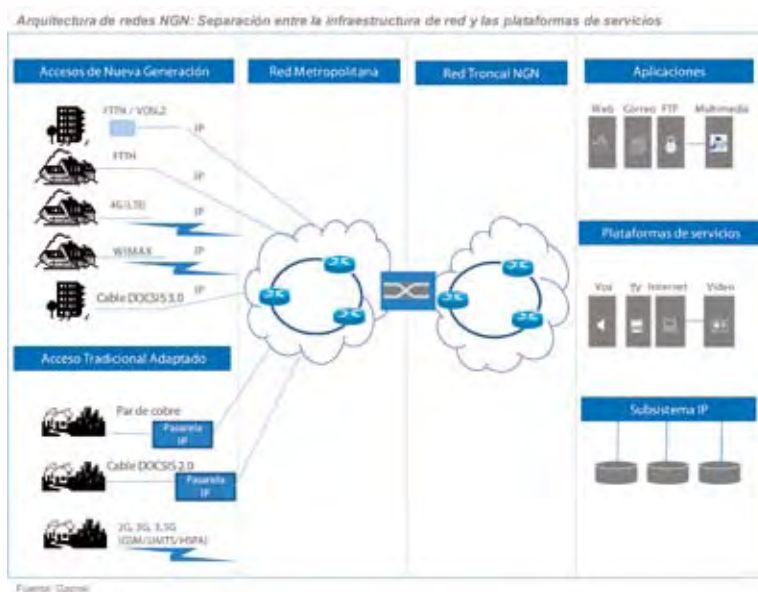 Arquitectura de redes NGN: Separación entre la infraestructura de red y las plataformas de servicios
Accesos de Nueva Generación
Red Metropolitana
Red Troncal NGN
Aplicaciones
FTTN / VDSL2
IP
FTTH
IP
4G (LTE)
IP
WIMAX
IP
Cable DOCSIS 3.0
IP
Web Correo FTP Multimedia
Plataformas de servicios
Voz Tv Internet Video
Acceso Tradicional Adaptado
Par de cobre
Pasarela
IP
Cable DOCSIS 2.0
Pasarela
IP
2G, 3G, 3,5G
(GSM/UMTS/HSPA)
Subsistema IP
Fuente: